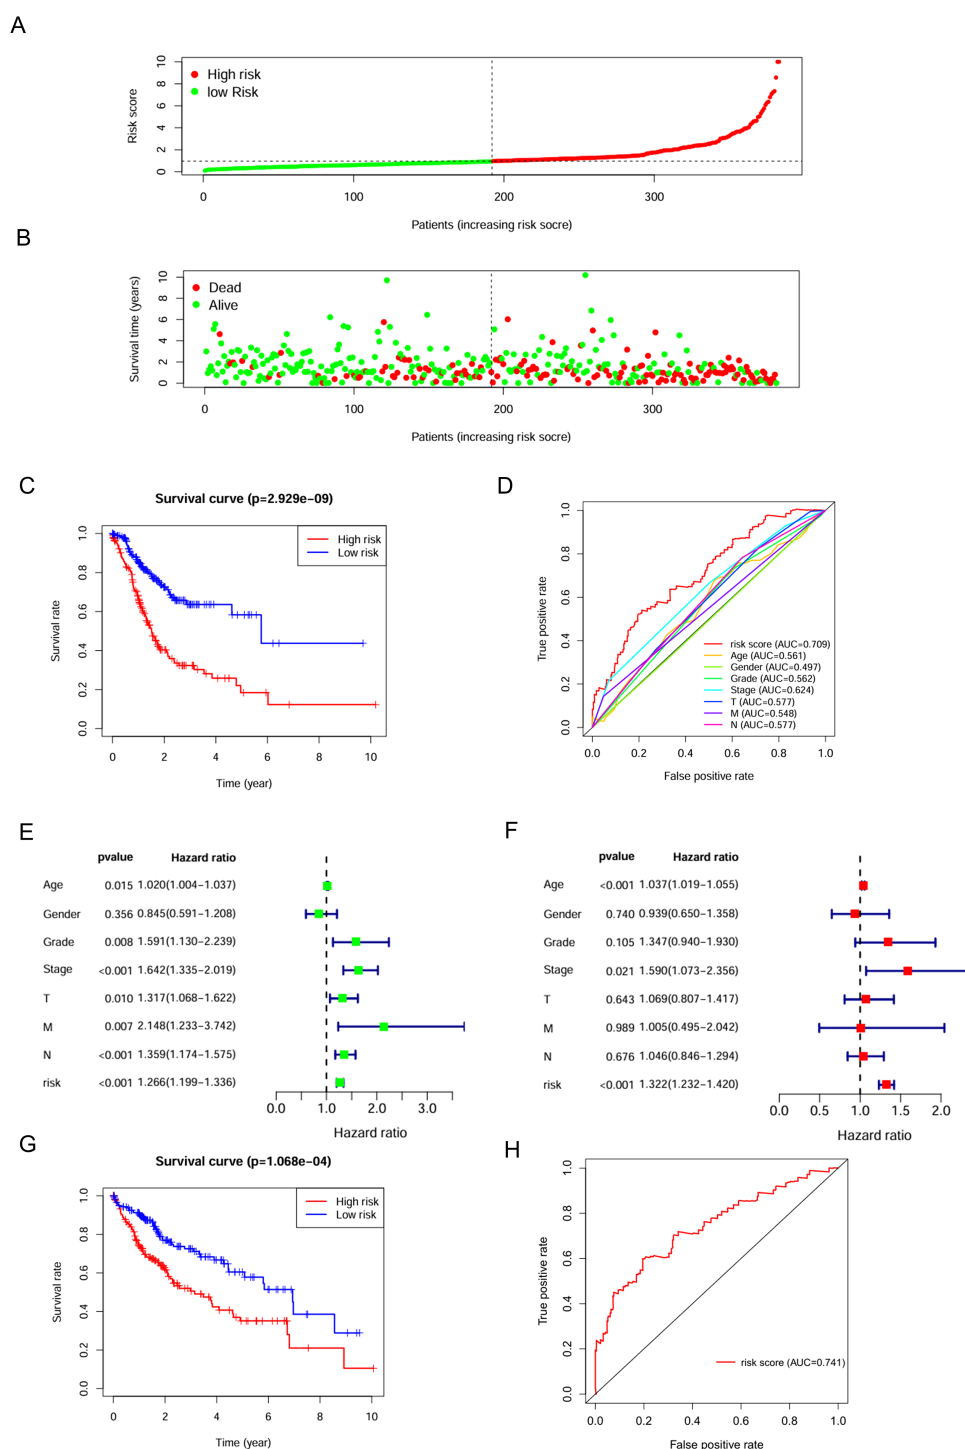 A
High risk
low Risk
Risk score
0 2 4 6 8 10
0 100 200 300
Patients (increasing risk socre)
B
Dead
Alive
Survival time (years)
0 2 4 6 8 10
0 100 200 300
Patients (increasing risk socre)
C
Survival curve (p=2.929e−09)
High risk
Low risk
Survival rate
0.0 0.2 0.4 0.6 0.8 1.0
0 2 4 6 8 10
Time (year)
D
True positive rate
0.0 0.2 0.4 0.6 0.8 1.0
risk score (AUC=0.709)
Age (AUC=0.561)
Gender (AUC=0.497)
Grade (AUC=0.562)
Stage (AUC=0.624)
T (AUC=0.577)
M (AUC=0.548)
N (AUC=0.577)
0.0 0.2 0.4 0.6 0.8 1.0
False positive rate
E
pvalue Hazard ratio
Age 0.015 1.020(1.004−1.037)
Gender 0.356 0.845(0.591−1.208)
Grade 0.008 1.591(1.130−2.239)
Stage <0.001 1.642(1.335−2.019)
T 0.010 1.317(1.068−1.622)
M 0.007 2.148(1.233−3.742)
N <0.001 1.359(1.174−1.575)
risk <0.001 1.266(1.199−1.336)
0.0 1.0 2.0 3.0
Hazard ratio
F
pvalue Hazard ratio
Age <0.001 1.037(1.019−1.055)
Gender 0.740 0.939(0.650−1.358)
Grade 0.105 1.347(0.940−1.930)
Stage 0.021 1.590(1.073−2.356)
T 0.643 1.069(0.807−1.417)
M 0.989 1.005(0.495−2.042)
N 0.676 1.046(0.846−1.294)
risk <0.001 1.322(1.232−1.420)
0.0 0.5 1.0 1.5 2.0
Hazard ratio
G
Survival curve (p=1.068e−04)
High risk
Low risk
Survival rate
0.0 0.2 0.4 0.6 0.8 1.0
0 2 4 6 8 10
Time (year)
H
True positive rate
0.0 0.2 0.4 0.6 0.8 1.0
risk score (AUC=0.741)
0.0 0.2 0.4 0.6 0.8 1.0
False positive rate